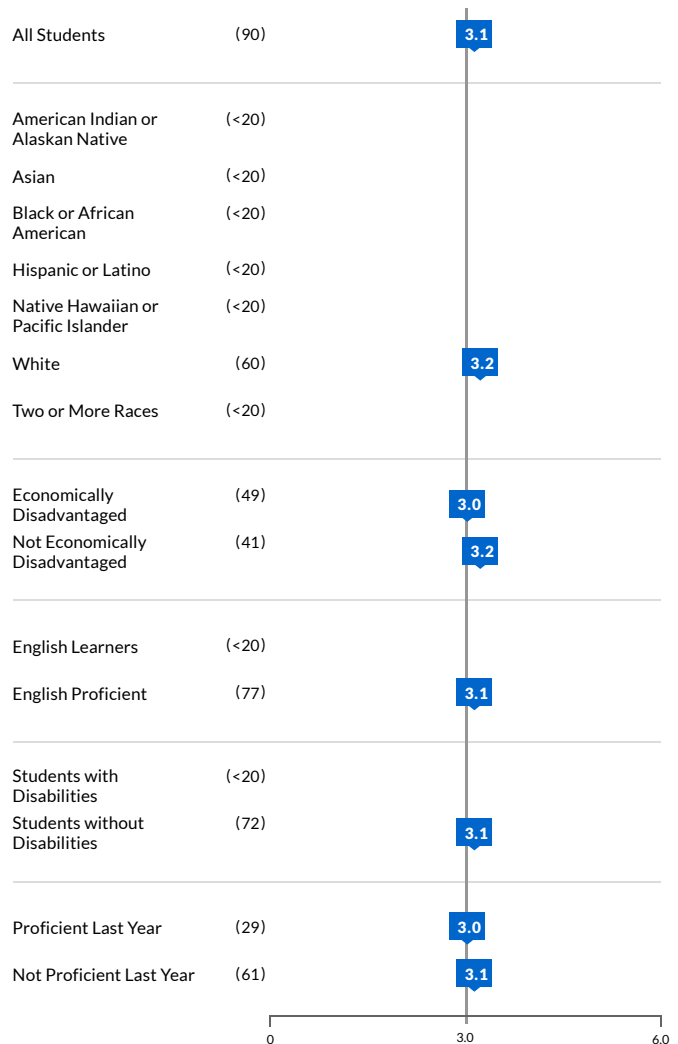 All Students (90) 3.1
American Indian or
Alaskan Native (<20)
Asian (<20)
Black or African
American (<20)
Hispanic or Latino (<20)
Native Hawaiian or
Pacific Islander (<20)
White (60) 3.2
Two or More Races (<20)
Economically
Disadvantaged (49) 3.0
Not Economically
Disadvantaged (41) 3.2
English Learners (<20)
English Proficient (77) 3.1
Students with
Disabilities (<20)
Students without
Disabilities (72) 3.1
Proficient Last Year (29) 3.0
Not Proficient Last Year (61) 3.1
0 3.0 6.0